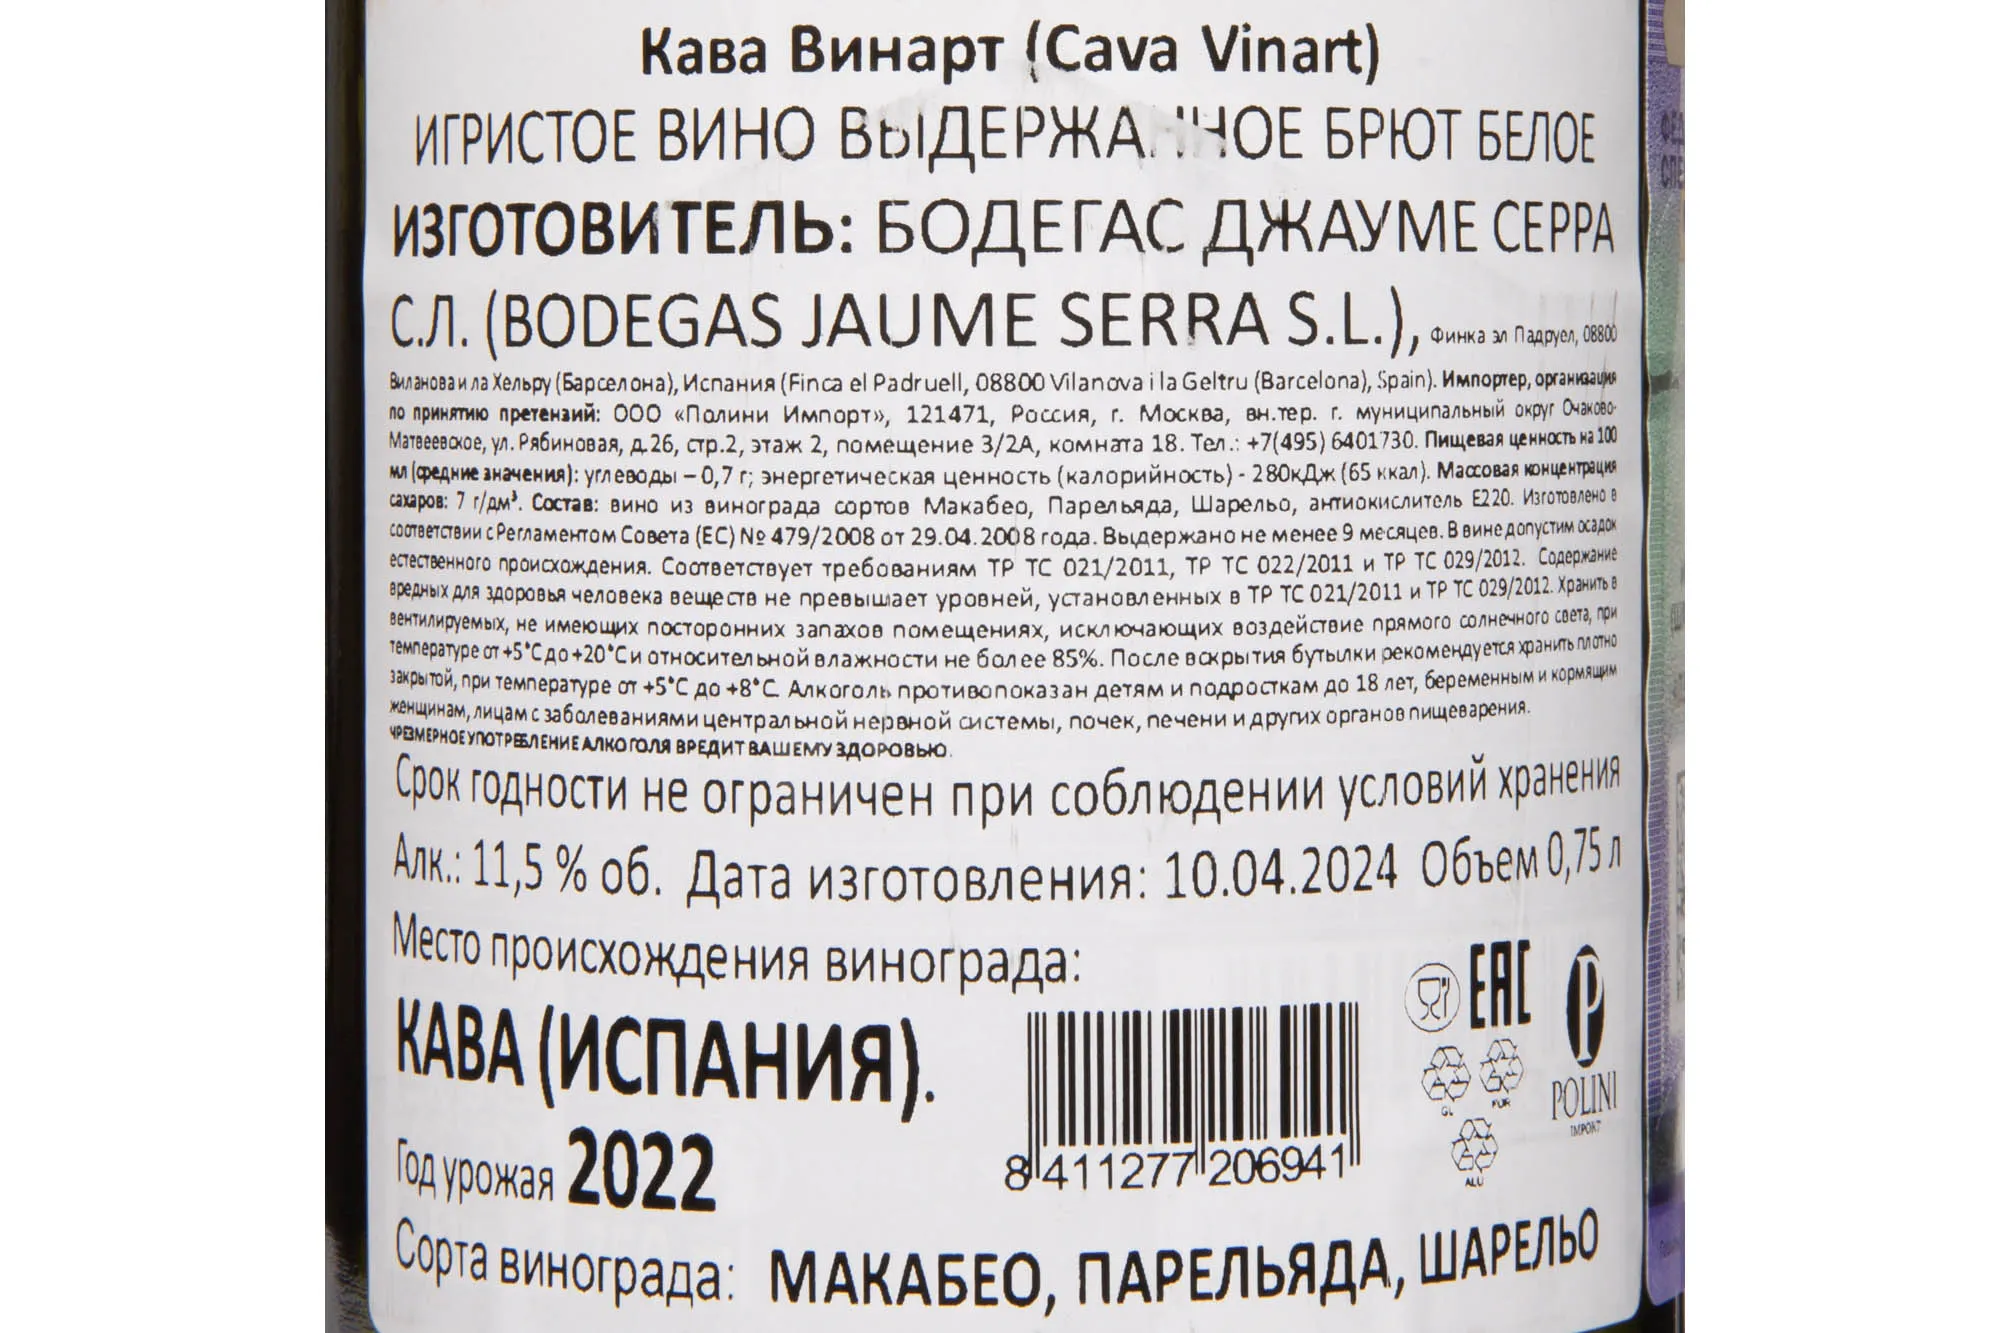 Кава Винарт (Cava Vinart)
ИГРИСТОЕ ВИНО ВЫДЕРЖАННОЕ БРЮТ БЕЛОЕ
ИЗГОТОВИТЕЛЬ: БОДЕГАС ДЖАУМЕ СЕРРА
С.Л. (BODEGAS JAUME SERRA S.L.), Финка эл Падруел, 08800
Виланова и ла Хельру (Барселона), Испания (Finca el Padruell, 08800 Vilanova i la Geltru (Barcelona), Spain). Импортер, организация
по принятию претензий: ООО «Полини Импорт», 121471, Россия, г. Москва, вн.тер. г. муниципальный округ Очаково-
Матвеевское, ул. Рябиновая, д.26, стр.2, этаж 2, помещение 3/2А, комната 18. Тел.: +7(495) 6401730. Пищевая ценность на 100
мл (средние значения): углеводы – 0,7 г; энергетическая ценность (калорийность) - 280кДж (65 ккал). Массовая концентрация
сахаров: 7 г/дм³. Состав: вино из винограда сортов Макабео, Парельяда, Шарельо, антиокислитель Е220. Изготовлено в
соответствии с Регламентом Совета (ЕС) № 479/2008 от 29.04.2008 года. Выдержано не менее 9 месяцев. В вине допустим осадок
естественного происхождения. Соответствует требованиям ТР ТС 021/2011, ТР ТС 022/2011 и ТР ТС 029/2012. Содержание
вредных для здоровья человека веществ не превышает уровней, установленных в ТР ТС 021/2011 и ТР ТС 029/2012. Хранить в
вентилируемых, не имеющих посторонних запахов помещениях, исключающих воздействие прямого солнечного света, при
температуре от +5°С до +20°С и относительной влажности не более 85%. После вскрытия бутылки рекомендуется хранить плотно
закрытой, при температуре от +5°С до +8°С. Алкоголь противопоказан детям и подросткам до 18 лет, беременным и кормящим
женщинам, лицам с заболеваниями центральной нервной системы, почек, печени и других органов пищеварения.
ЧРЕЗМЕРНОЕ УПОТРЕБЛЕНИЕ АЛКОГОЛЯ ВРЕДИТ ВАШЕМУ ЗДОРОВЬЮ.
Срок годности не ограничен при соблюдении условий хранения
Алк.: 11,5 % об. Дата изготовления: 10.04.2024 Объем 0,75 л
Место происхождения винограда:
КАВА (ИСПАНИЯ).
Год урожая 2022
EAC
GL
FOR
ALU
P
POLINI
IMPORT
8 411277 206941
Сорта винограда: МАКАБЕО, ПАРЕЛЬЯДА, ШАРЕЛЬО